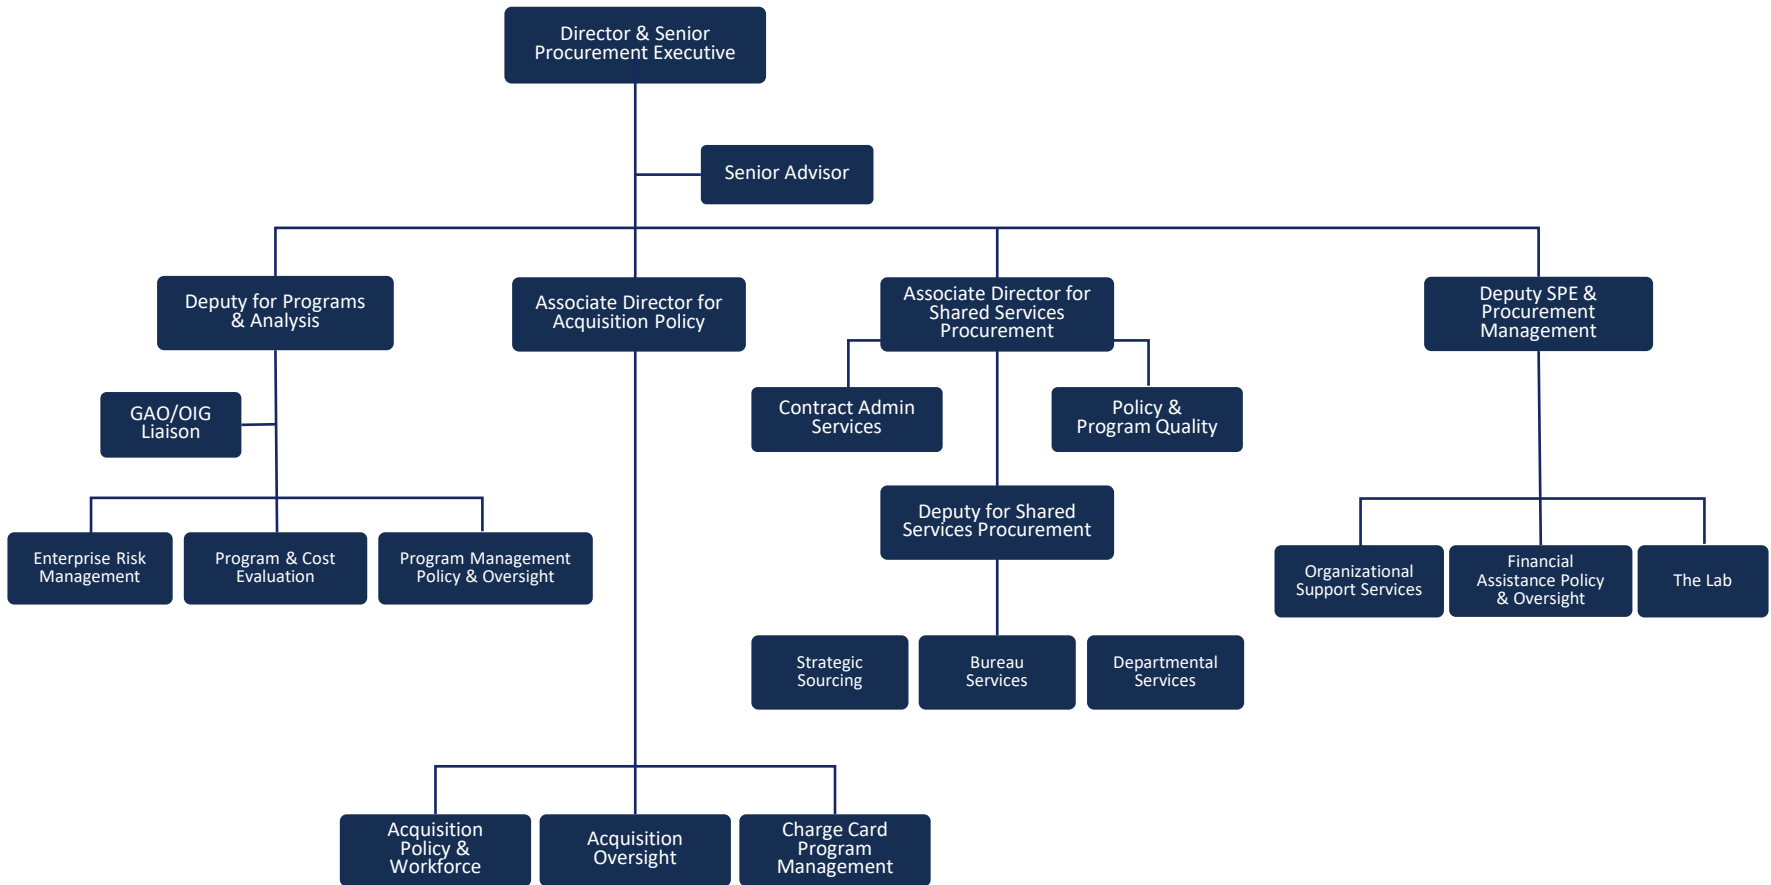 Director & Senior
Procurement Executive
Senior Advisor
Deputy for Programs
& Analysis
Associate Director for
Acquisition Policy
Associate Director for
Shared Services
Procurement
Deputy SPE &
Procurement
Management
GAO/OIG
Liaison
Contract Admin
Services
Policy &
Program Quality
Deputy for Shared
Services Procurement
Enterprise Risk
Management
Program & Cost
Evaluation
Program Management
Policy & Oversight
Organizational
Support Services
Financial
Assistance Policy
& Oversight
The Lab
Strategic
Sourcing
Bureau
Services
Departmental
Services
Acquisition
Policy &
Workforce
Acquisition
Oversight
Charge Card
Program
Management